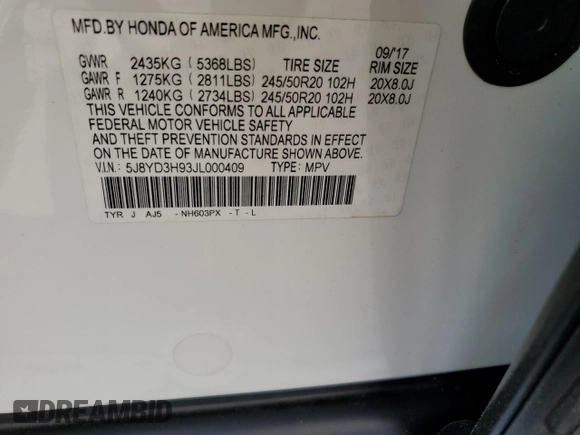 MFD.BY HONDA OF AMERICA MFG.,INC.
09/'17
GVWR 2435KG ( 5368LBS) TIRE SIZE RIM SIZE
GAWR F 1275KG ( 2811LBS) 245/50R20 102H 20X8.0J
GAWR R 1240KG ( 2734LBS) 245/50R20 102H 20X8.0J
THIS VEHICLE CONFORMS TO ALL APPLICABLE
FEDERAL MOTOR VEHICLE SAFETY
AND THEFT PREVENTION STANDARDS IN EFFECT
ON THE DATE OF MANUFACTURE SHOWN ABOVE.
V.I.N.: 5J8YD3H93JL000409 TYPE: MPV
TYR J AJ5 - NH603PX - T - L
DREAMBID